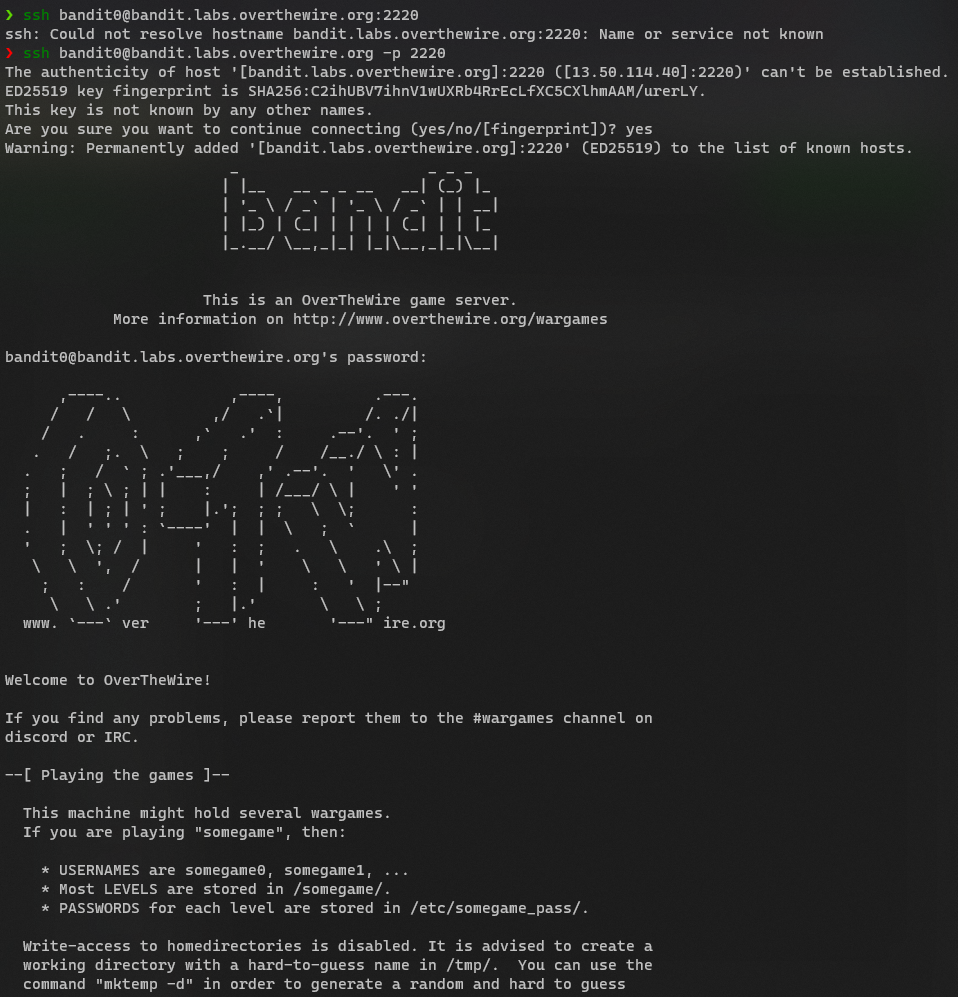 ❯ ssh bandit0@bandit.labs.overthewire.org:2220
ssh: Could not resolve hostname bandit.labs.overthewire.org:2220: Name or service not known
❯ ssh bandit0@bandit.labs.overthewire.org -p 2220
The authenticity of host '[bandit.labs.overthewire.org]:2220 ([13.50.114.40]:2220)' can't be established.
ED25519 key fingerprint is SHA256:C2ihUBV7ihnV1wUXRb4RrEcLfXC5CXlhmAAM/urerLY.
This key is not known by any other names.
Are you sure you want to continue connecting (yes/no/[fingerprint])? yes
Warning: Permanently added '[bandit.labs.overthewire.org]:2220' (ED25519) to the list of known hosts.
bandit
This is an OverTheWire game server.
More information on http://www.overthewire.org/wargames
bandit0@bandit.labs.overthewire.org's password:
OTW
www. ver he ire.org
Welcome to OverTheWire!
If you find any problems, please report them to the #wargames channel on
discord or IRC.
--[ Playing the games ]--
This machine might hold several wargames.
If you are playing "somegame", then:
* USERNAMES are somegame0, somegame1, ...
* Most LEVELS are stored in /somegame/.
* PASSWORDS for each level are stored in /etc/somegame_pass/.
Write-access to homedirectories is disabled. It is advised to create a
working directory with a hard-to-guess name in /tmp/.  You can use the
command "mktemp -d" in order to generate a random and hard to guess